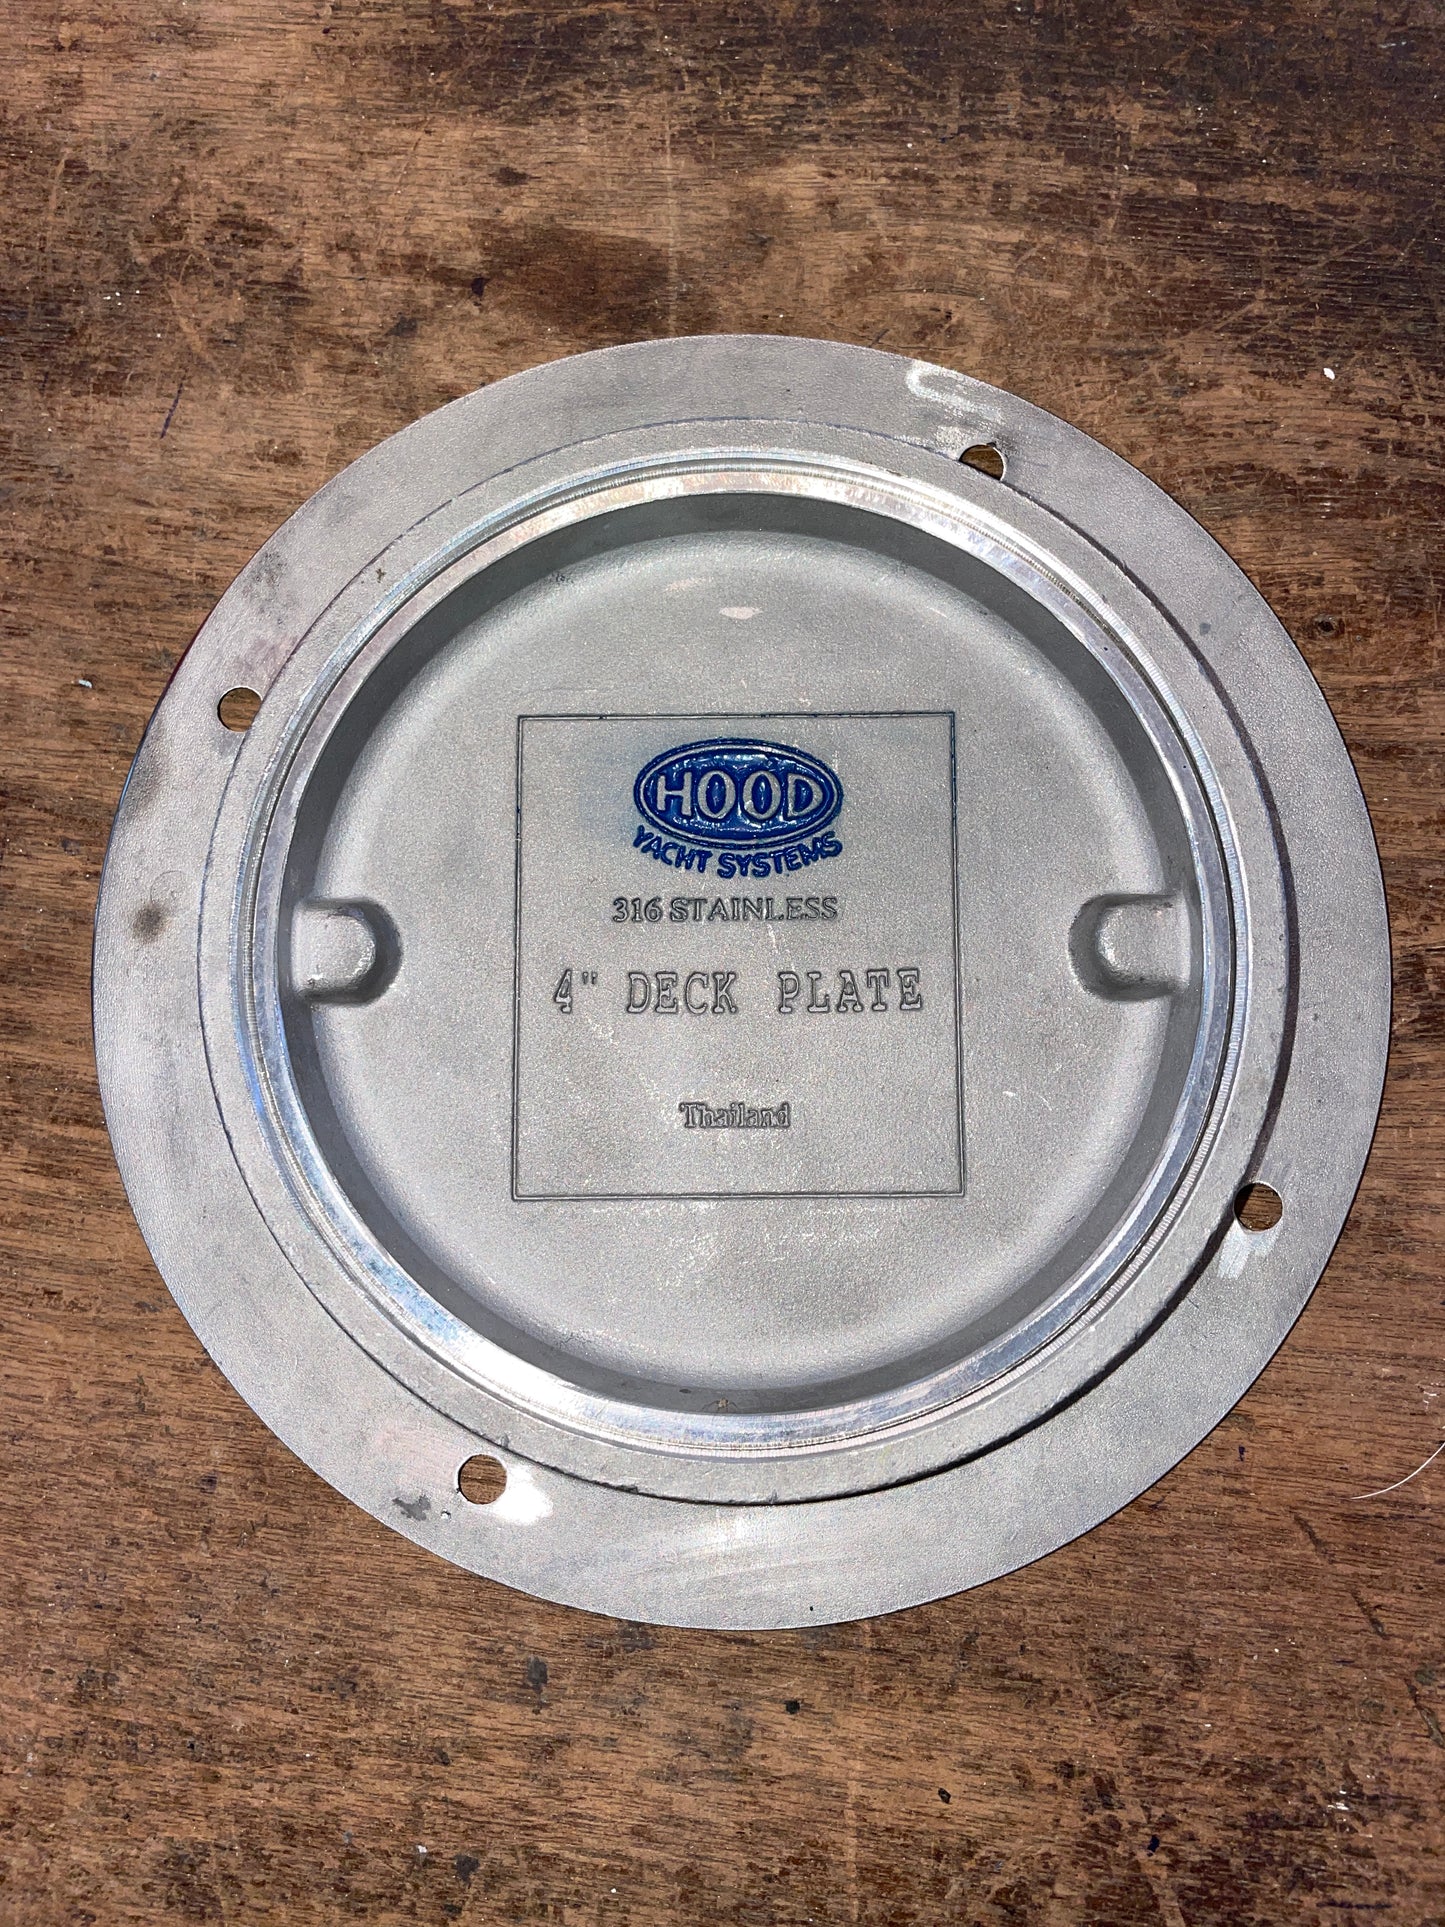 HOOD
YACHT SYSTEMS
316 STAINLESS
4" DECK PLATE
Thailand